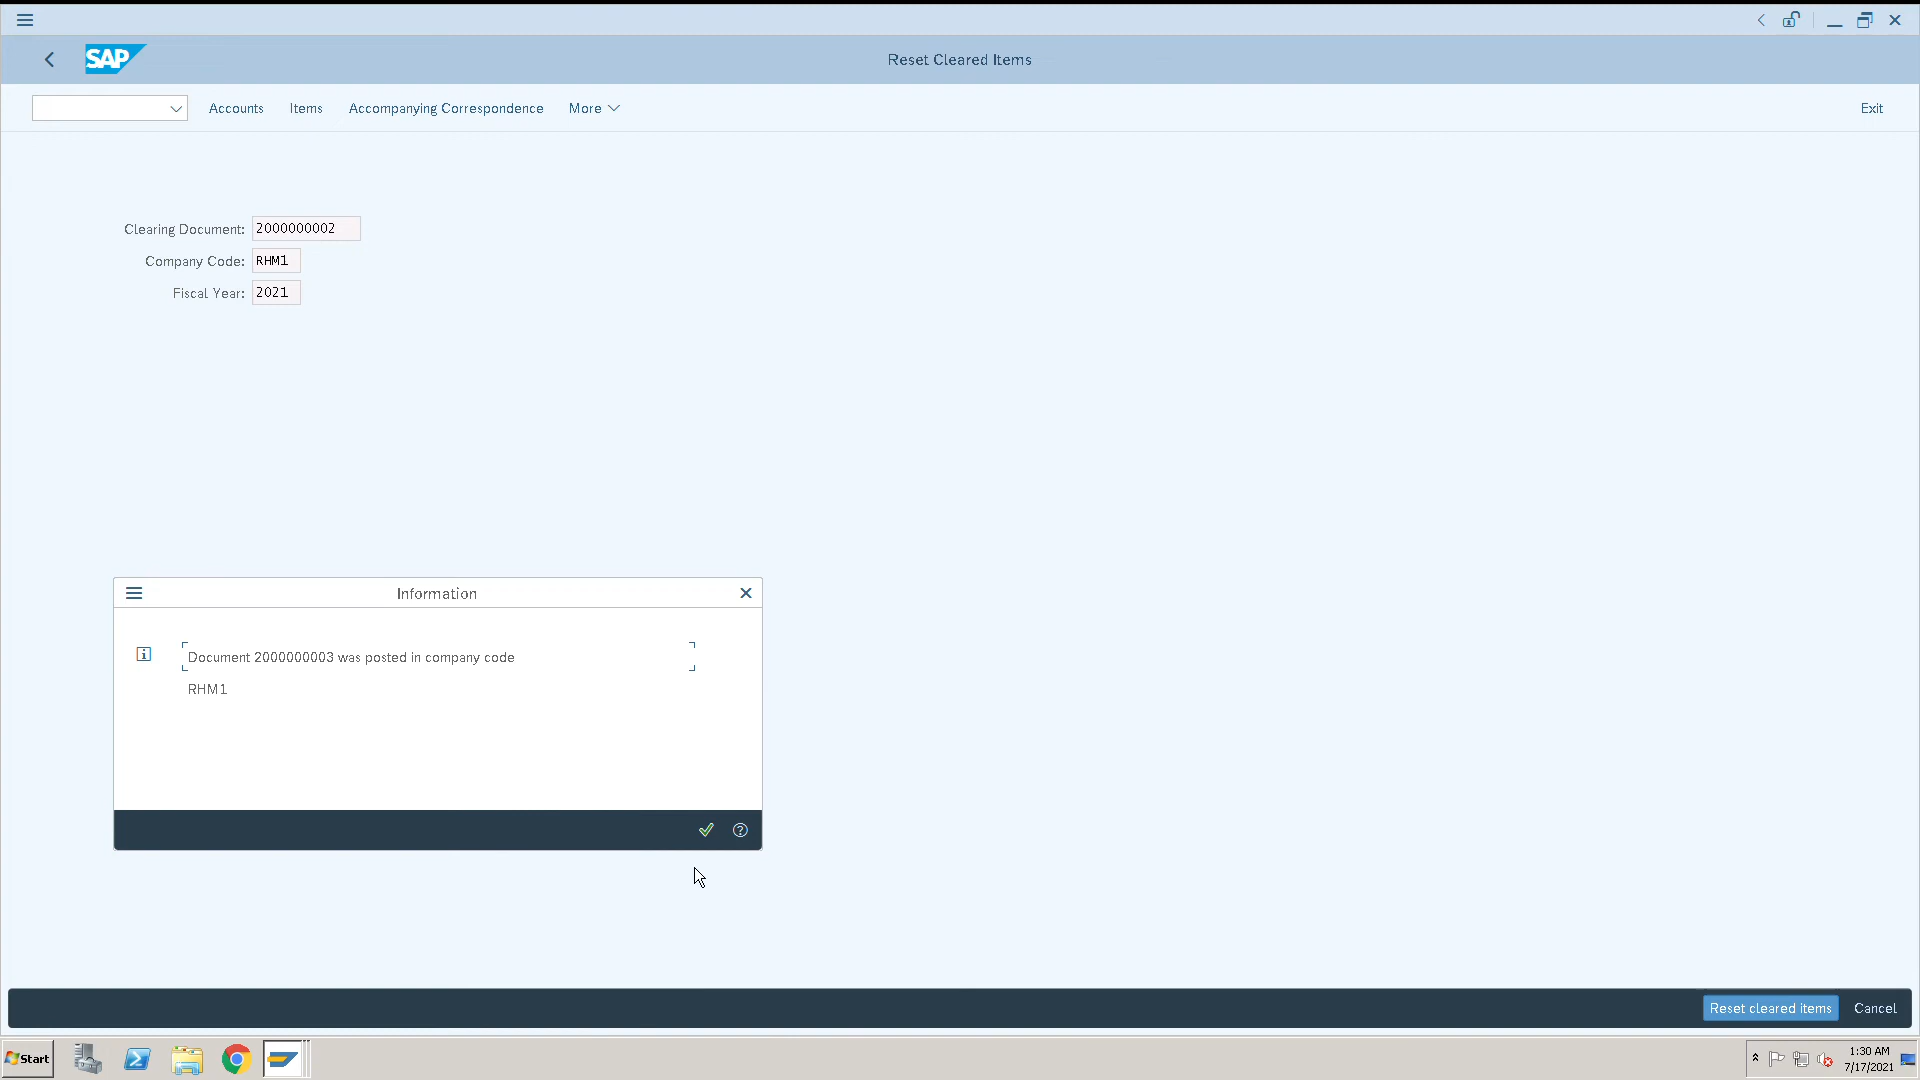 SAP
Reset Cleared Items
Accounts
Items
Accompanying Correspondence
More
Exit
Clearing Document: 2000000002
Company Code: RHM1
Fiscal Year: 2021
Information
Document 2000000003 was posted in company code
RHM1
Reset cleared items
Cancel
Start
1:30 AM
7/17/2021